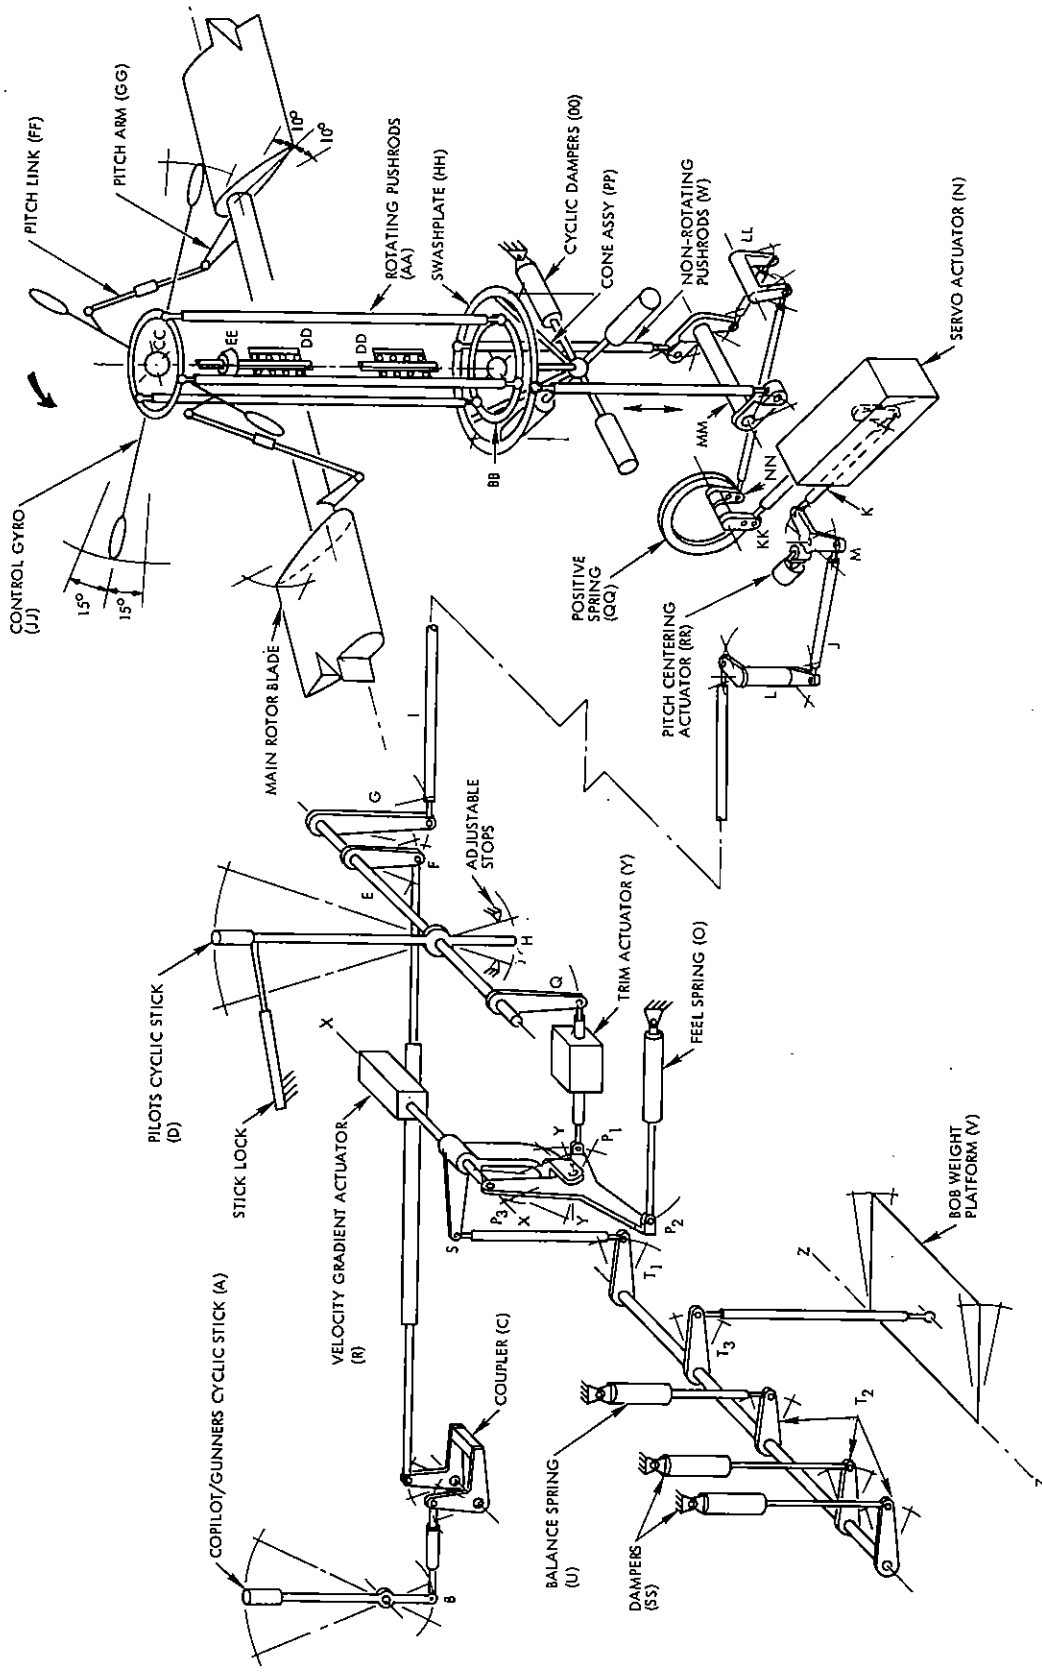 COPILOT/GUNNERS CYCLIC STICK (A)
PILOTS CYCLIC STICK
(D)
STICK LOCK
VELOCITY GRADIENT ACTUATOR
(R)
COUPLER (C)
B
X
E
F
G
I
H
ADJUSTABLE
STOPS
Q
TRIM ACTUATOR (Y)
FEEL SPRING (O)
Y
P1
P2
P3
X
Y
S
T1
T3
T2
BALANCE SPRING
(U)
DAMPERS
(SS)
BOB WEIGHT
PLATFORM (V)
Z
Z
CONTROL GYRO
(JJ)
15°
15°
MAIN ROTOR BLADE
PITCH LINK (FF)
PITCH ARM (GG)
10°
10°
CC
EE
DD
DD
ROTATING PUSHRODS
(AA)
SWASHPLATE (HH)
BB
CYCLIC DAMPERS (OO)
CONE ASSY (PP)
NON-ROTATING
PUSHRODS (W)
LL
MM
NN
KK
K
SERVO ACTUATOR (N)
POSITIVE
SPRING
(QQ)
PITCH CENTERING
ACTUATOR (RR)
M
J
L